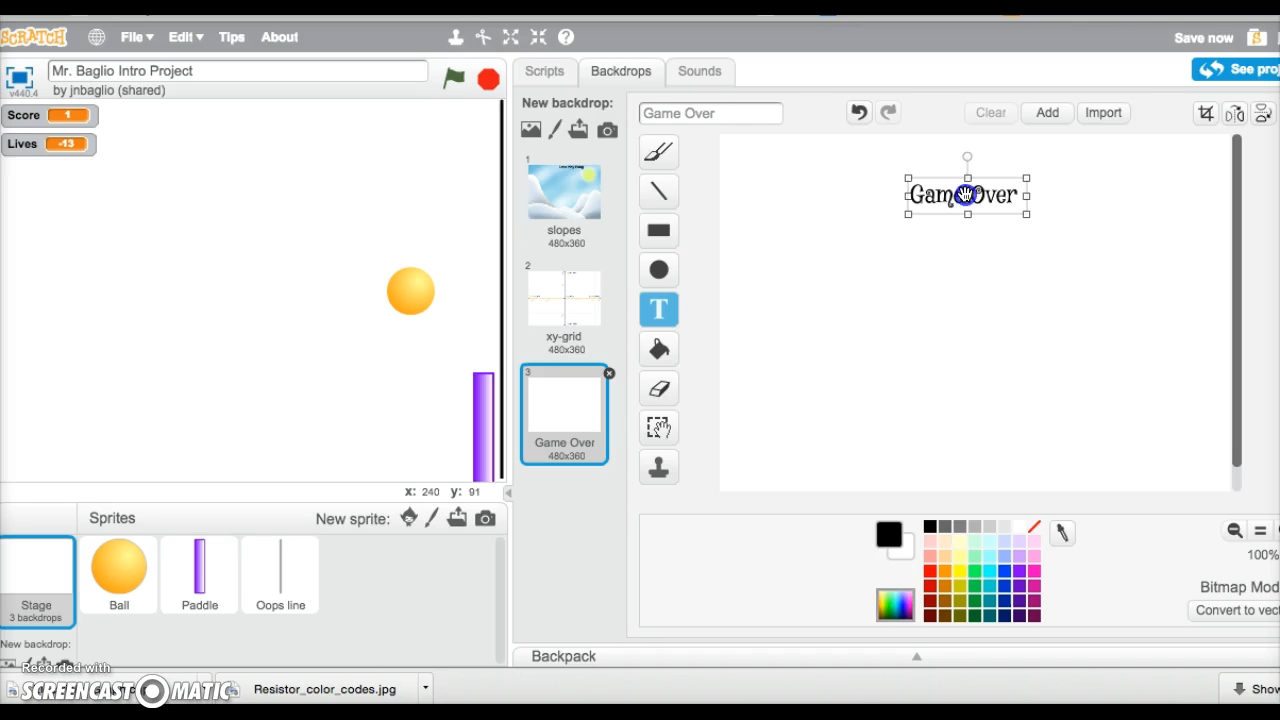 SCRATCH
File
Edit
Tips
About
Save now
Mr. Baglio Intro Project
by jnbaglio (shared)
v440.4
Scripts
Backdrops
Sounds
See proj
Score 1
Lives -13
x: 240 y: 91
New backdrop:
1
slopes
480x360
2
xy-grid
480x360
3
Game Over
480x360
Game Over
Clear
Add
Import
Game Over
T
100%
Bitmap Mod
Convert to vect
Sprites
New sprite:
Stage
3 backdrops
New backdrop:
Ball
Paddle
Oops line
Backpack
Recorded with
SCREENCAST MATIC
Resistor_color_codes.jpg
Show